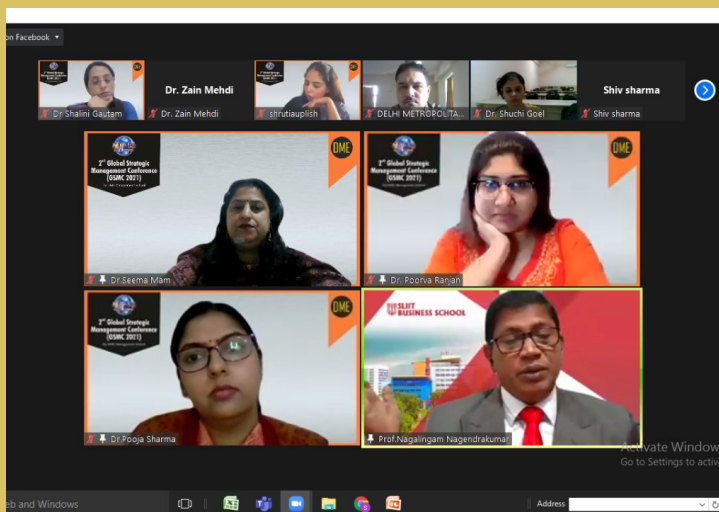 on Facebook
Dr Shalini Gautam
Dr. Zain Mehdi
Dr. Zain Mehdi
shrutiauplish
DELHI METROPOLITA...
Dr. Shuchi Goel
Shiv sharma
Shiv sharma
2nd Global Strategic
Management Conference
(GSMC 2021)
DME
Dr.Seema Mam
2nd Global Strategic
Management Conference
(GSMC 2021)
DME
Dr. Poorva Ranjan
2nd Global Strategic
Management Conference
(GSMC 2021)
DME
Dr.Pooja Sharma
SLIIT
BUSINESS SCHOOL
Prof.Nagalingam Nagendrakumar
Activate Window
Go to Settings to activ
eb and Windows
Address